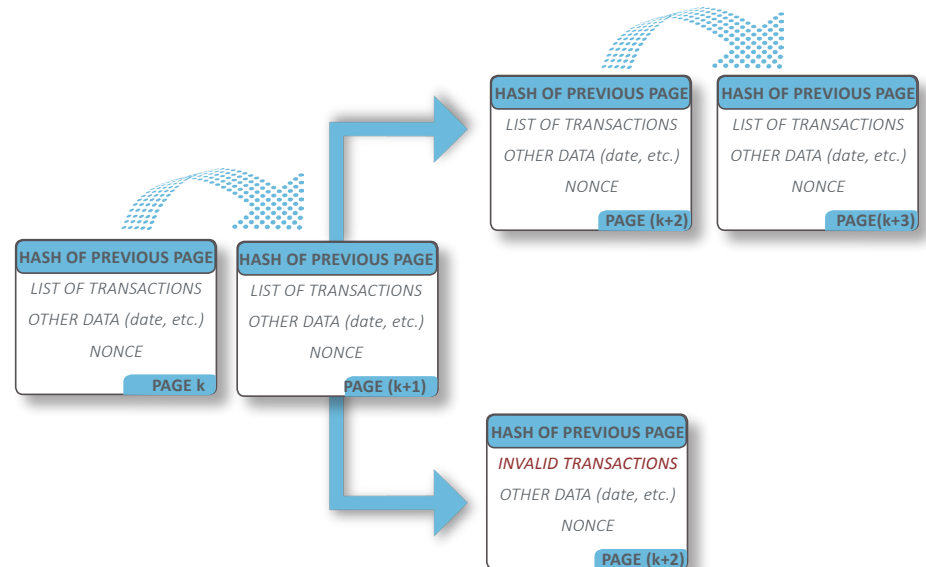 HASH OF PREVIOUS PAGE
LIST OF TRANSACTIONS
OTHER DATA (date, etc.)
NONCE
PAGE k
HASH OF PREVIOUS PAGE
LIST OF TRANSACTIONS
OTHER DATA (date, etc.)
NONCE
PAGE (k+1)
HASH OF PREVIOUS PAGE
LIST OF TRANSACTIONS
OTHER DATA (date, etc.)
NONCE
PAGE (k+2)
HASH OF PREVIOUS PAGE
LIST OF TRANSACTIONS
OTHER DATA (date, etc.)
NONCE
PAGE(k+3)
HASH OF PREVIOUS PAGE
INVALID TRANSACTIONS
OTHER DATA (date, etc.)
NONCE
PAGE (k+2)